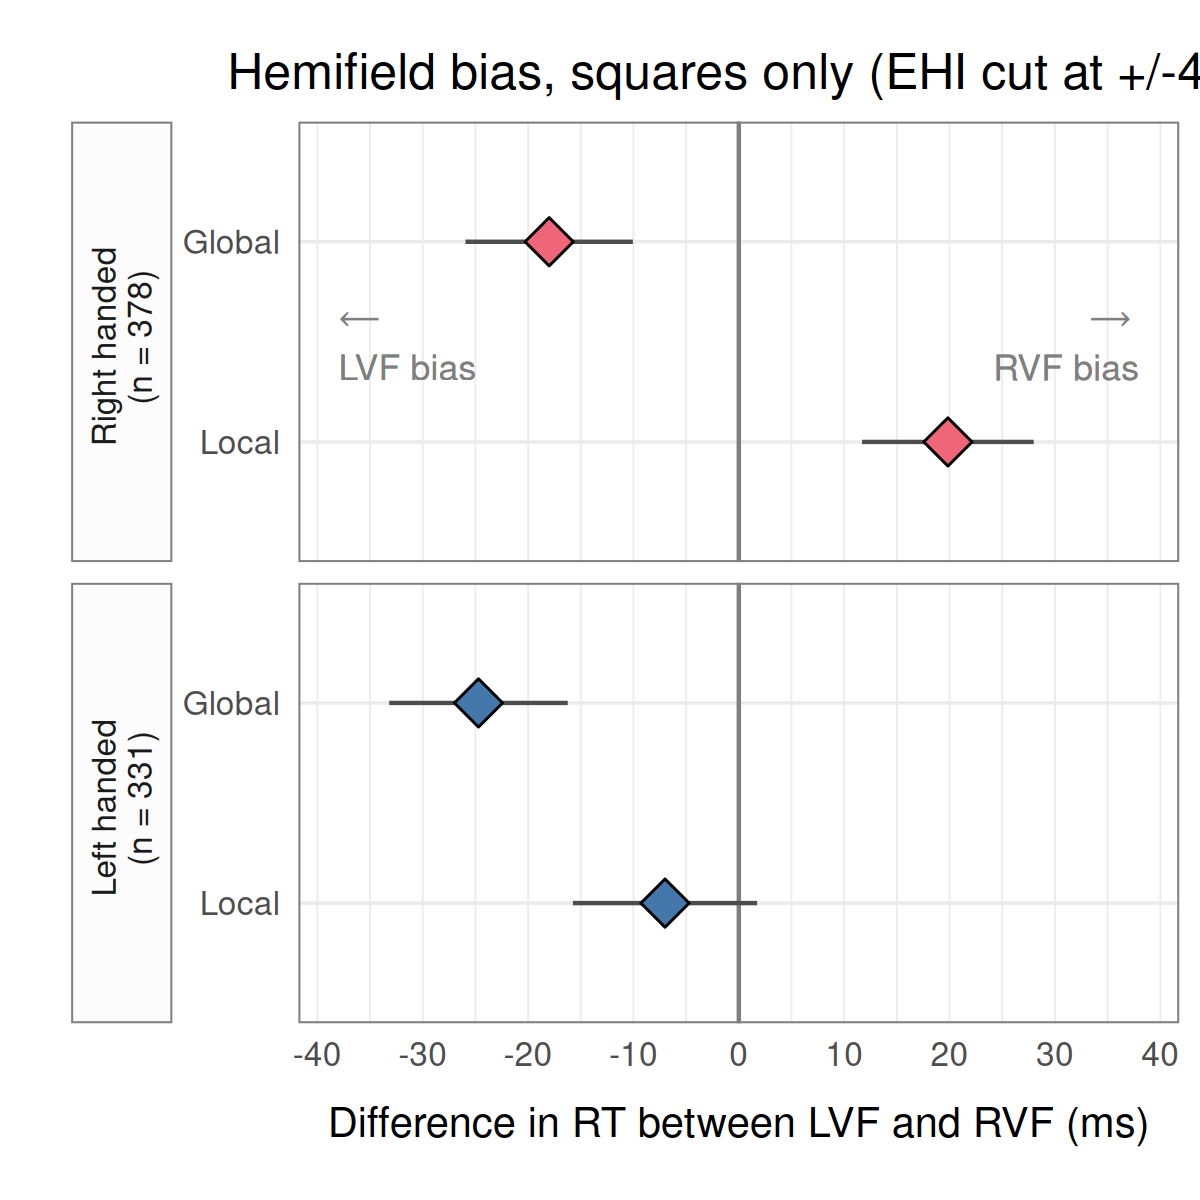 Hemifield bias, squares only (EHI cut at +/-4
Right handed
(n = 378)
Global
←
LVF bias
→
RVF bias
Local
Left handed
(n = 331)
Global
Local
-40 -30 -20 -10 0 10 20 30 40
Difference in RT between LVF and RVF (ms)